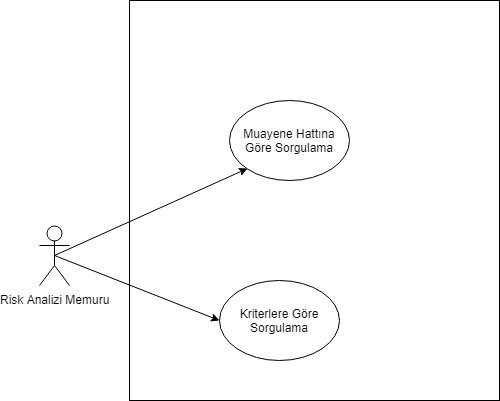 Muayene Hattına
Göre Sorgulama
Risk Analizi Memuru
Kriterlere Göre
Sorgulama